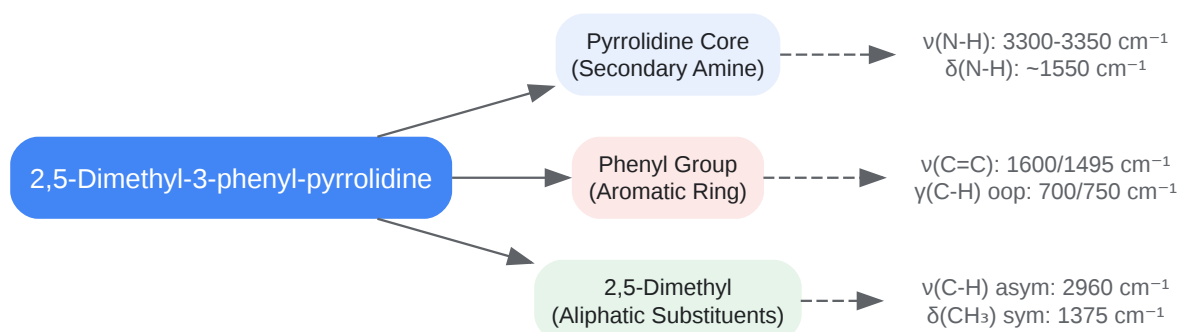 2,5-Dimethyl-3-phenyl-pyrrolidine
Pyrrolidine Core
(Secondary Amine)
ν(N-H): 3300-3350 cm⁻¹
δ(N-H): ~1550 cm⁻¹
Phenyl Group
(Aromatic Ring)
ν(C=C): 1600/1495 cm⁻¹
γ(C-H) oop: 700/750 cm⁻¹
2,5-Dimethyl
(Aliphatic Substituents)
ν(C-H) asym: 2960 cm⁻¹
δ(CH₃) sym: 1375 cm⁻¹